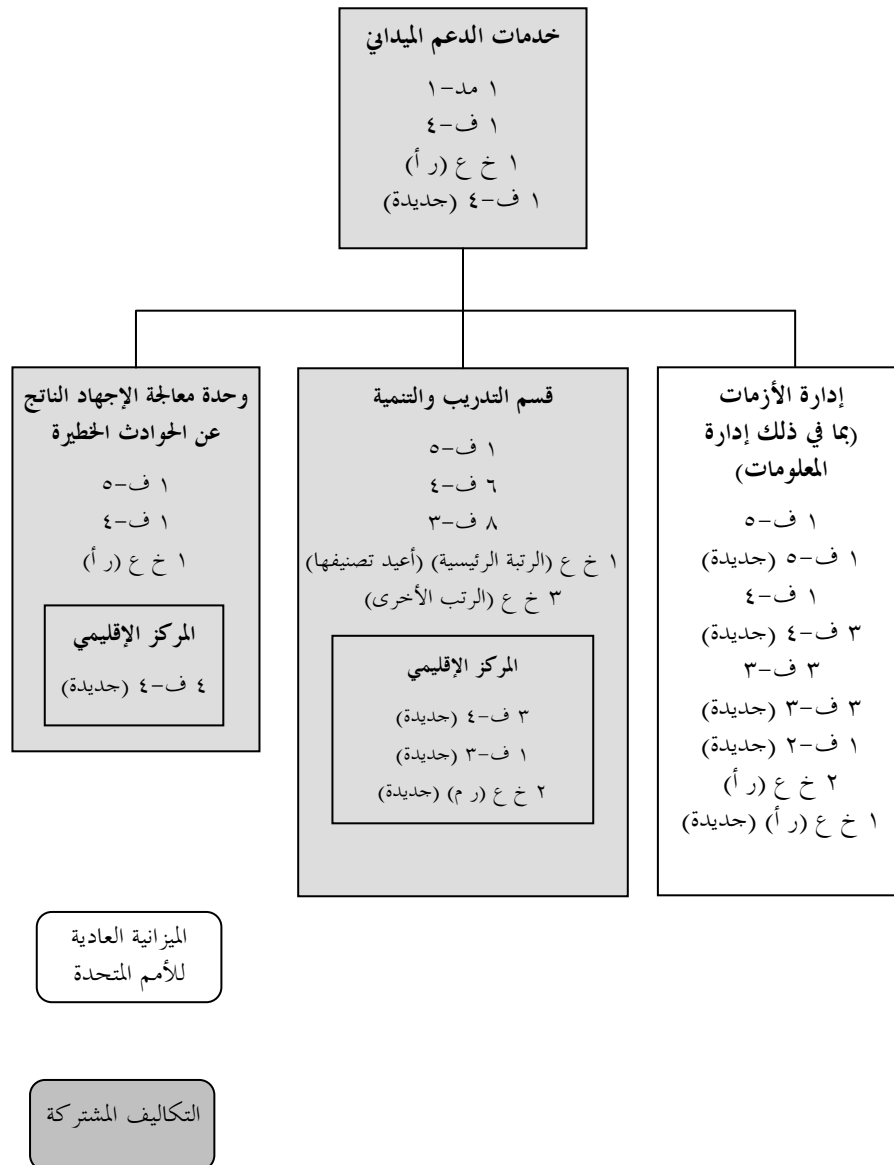 خدمات الدعم الميداني
١ مد-١
١ ف-٤
١ خ ع (ر أ)
١ ف-٤ (جديدة)
إدارة الأزمات
(بما في ذلك إدارة
المعلومات)
١ ف-٥
١ ف-٥ (جديدة)
١ ف-٤
٣ ف-٤ (جديدة)
٣ ف-٣
٣ ف-٣ (جديدة)
١ ف-٢ (جديدة)
٢ خ ع (ر أ)
١ خ ع (ر أ) (جديدة)
قسم التدريب والتنمية
١ ف-٥
٦ ف-٤
٨ ف-٣
١ خ ع (الرتبة الرئيسية) (أعيد تصنيفها)
٣ خ ع (الرتب الأخرى)
المركز الإقليمي
٣ ف-٤ (جديدة)
١ ف-٣ (جديدة)
٢ خ ع (ر م) (جديدة)
وحدة معالجة الإجهاد الناتج
عن الحوادث الخطيرة
١ ف-٥
١ ف-٤
١ خ ع (ر أ)
المركز الإقليمي
٤ ف-٤ (جديدة)
الميزانية العادية
للأمم المتحدة
التكاليف المشتركة